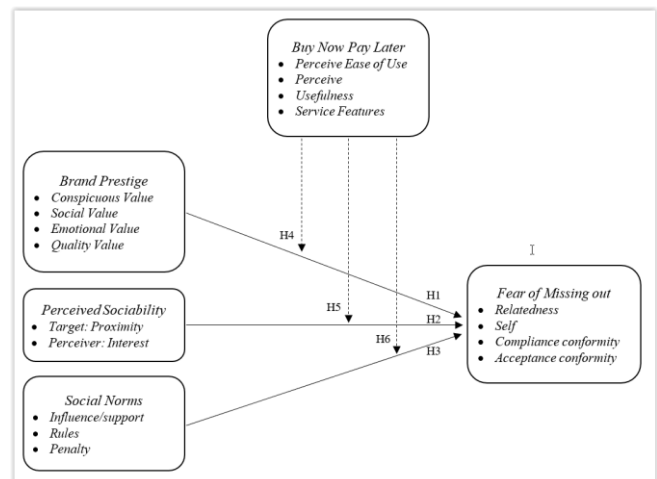 Buy Now Pay Later
• Perceive Ease of Use
• Perceive
• Usefulness
• Service Features
Brand Prestige
• Conspicuous Value
• Social Value
• Emotional Value
• Quality Value
H4
H1
Perceived Sociability
• Target: Proximity
• Perceiver: Interest
H5
H2
H6
H3
Fear of Missing out
• Relatedness
• Self
• Compliance conformity
• Acceptance conformity
Social Norms
• Influence/support
• Rules
• Penalty